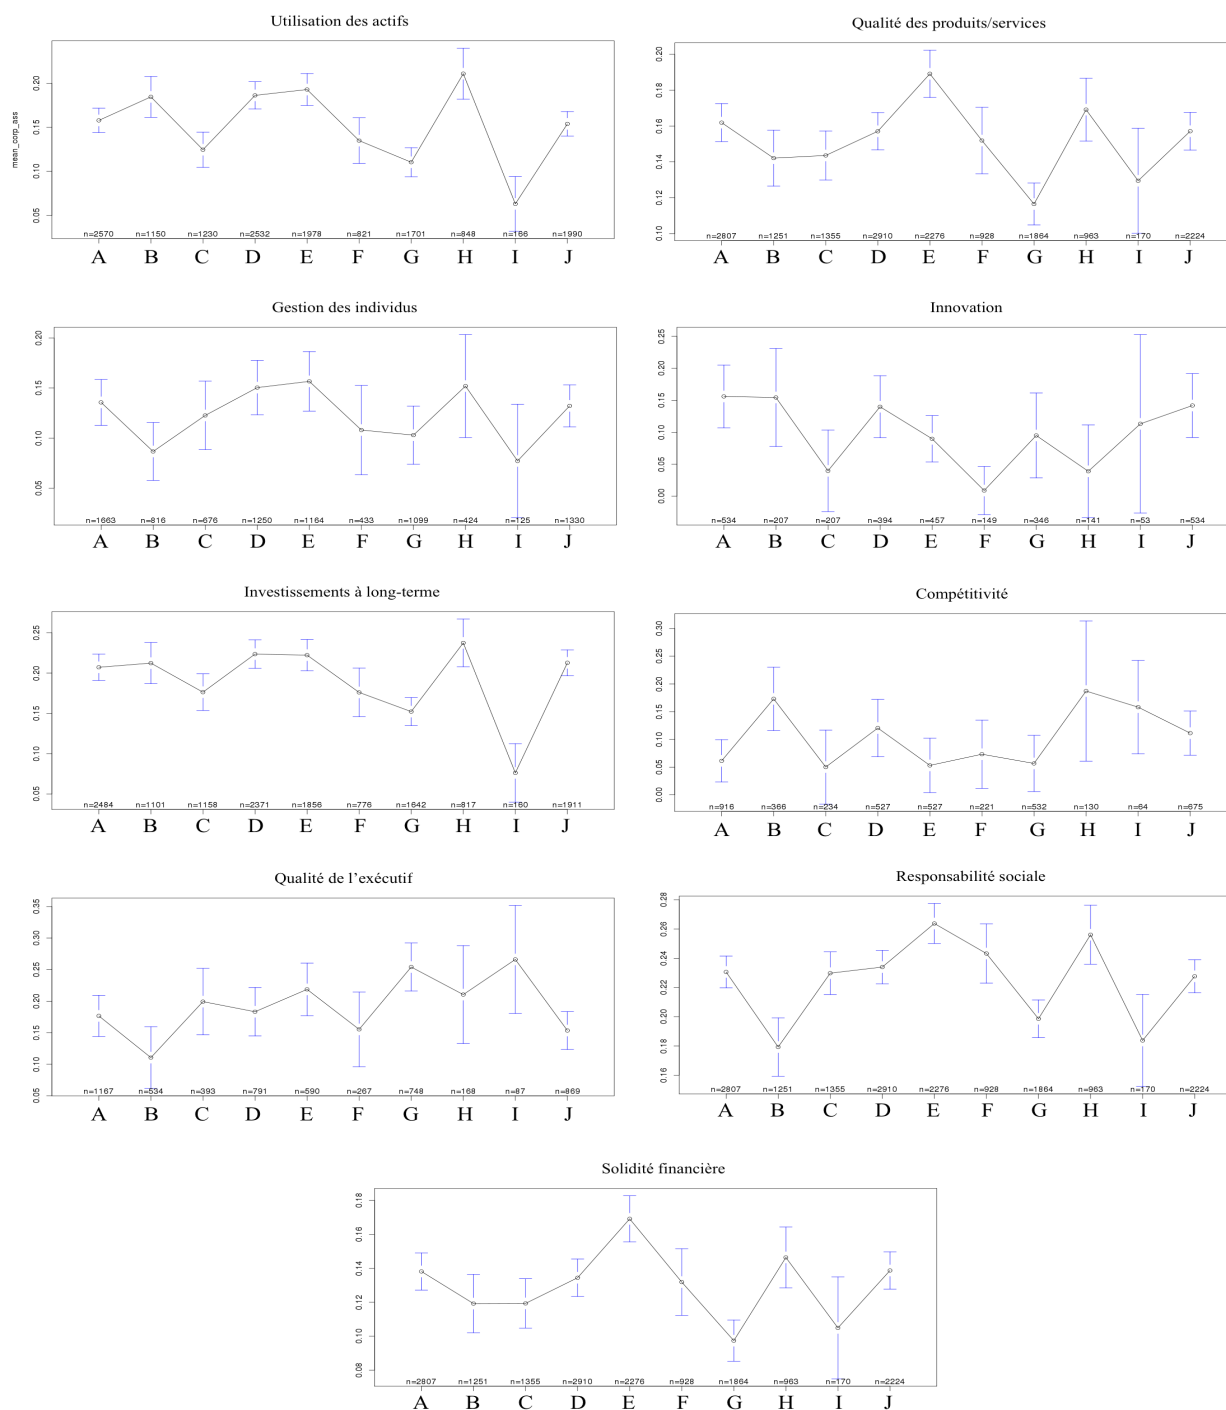 Utilisation des actifs
mean_corp_ass
0.05 0.10 0.15 0.20
n=2570 n=1150 n=1230 n=2532 n=1978 n=821 n=1701 n=848 n=166 n=1990
A B C D E F G H I J
Qualité des produits/services
0.10 0.12 0.14 0.16 0.18 0.20
n=2807 n=1251 n=1355 n=2910 n=2276 n=928 n=1864 n=963 n=170 n=2224
A B C D E F G H I J
Gestion des individus
0.05 0.10 0.15 0.20
n=1663 n=816 n=676 n=1250 n=1164 n=433 n=1099 n=424 n=125 n=1330
A B C D E F G H I J
Innovation
0.00 0.05 0.10 0.15 0.20 0.25
n=534 n=207 n=207 n=394 n=457 n=149 n=346 n=141 n=53 n=534
A B C D E F G H I J
Investissements à long-terme
0.05 0.10 0.15 0.20 0.25
n=2484 n=1101 n=1158 n=2371 n=1856 n=776 n=1642 n=817 n=160 n=1911
A B C D E F G H I J
Compétitivité
0.00 0.05 0.10 0.15 0.20 0.30
n=916 n=366 n=234 n=527 n=527 n=221 n=532 n=130 n=64 n=675
A B C D E F G H I J
Qualité de l’exécutif
0.05 0.10 0.15 0.20 0.25 0.30 0.35
n=1167 n=534 n=393 n=791 n=590 n=267 n=748 n=168 n=87 n=869
A B C D E F G H I J
Responsabilité sociale
0.16 0.18 0.20 0.22 0.24 0.26 0.28
n=2807 n=1251 n=1355 n=2910 n=2276 n=928 n=1864 n=963 n=170 n=2224
A B C D E F G H I J
Solidité financière
0.08 0.10 0.12 0.14 0.16 0.18
n=2807 n=1251 n=1355 n=2910 n=2276 n=928 n=1864 n=963 n=170 n=2224
A B C D E F G H I J